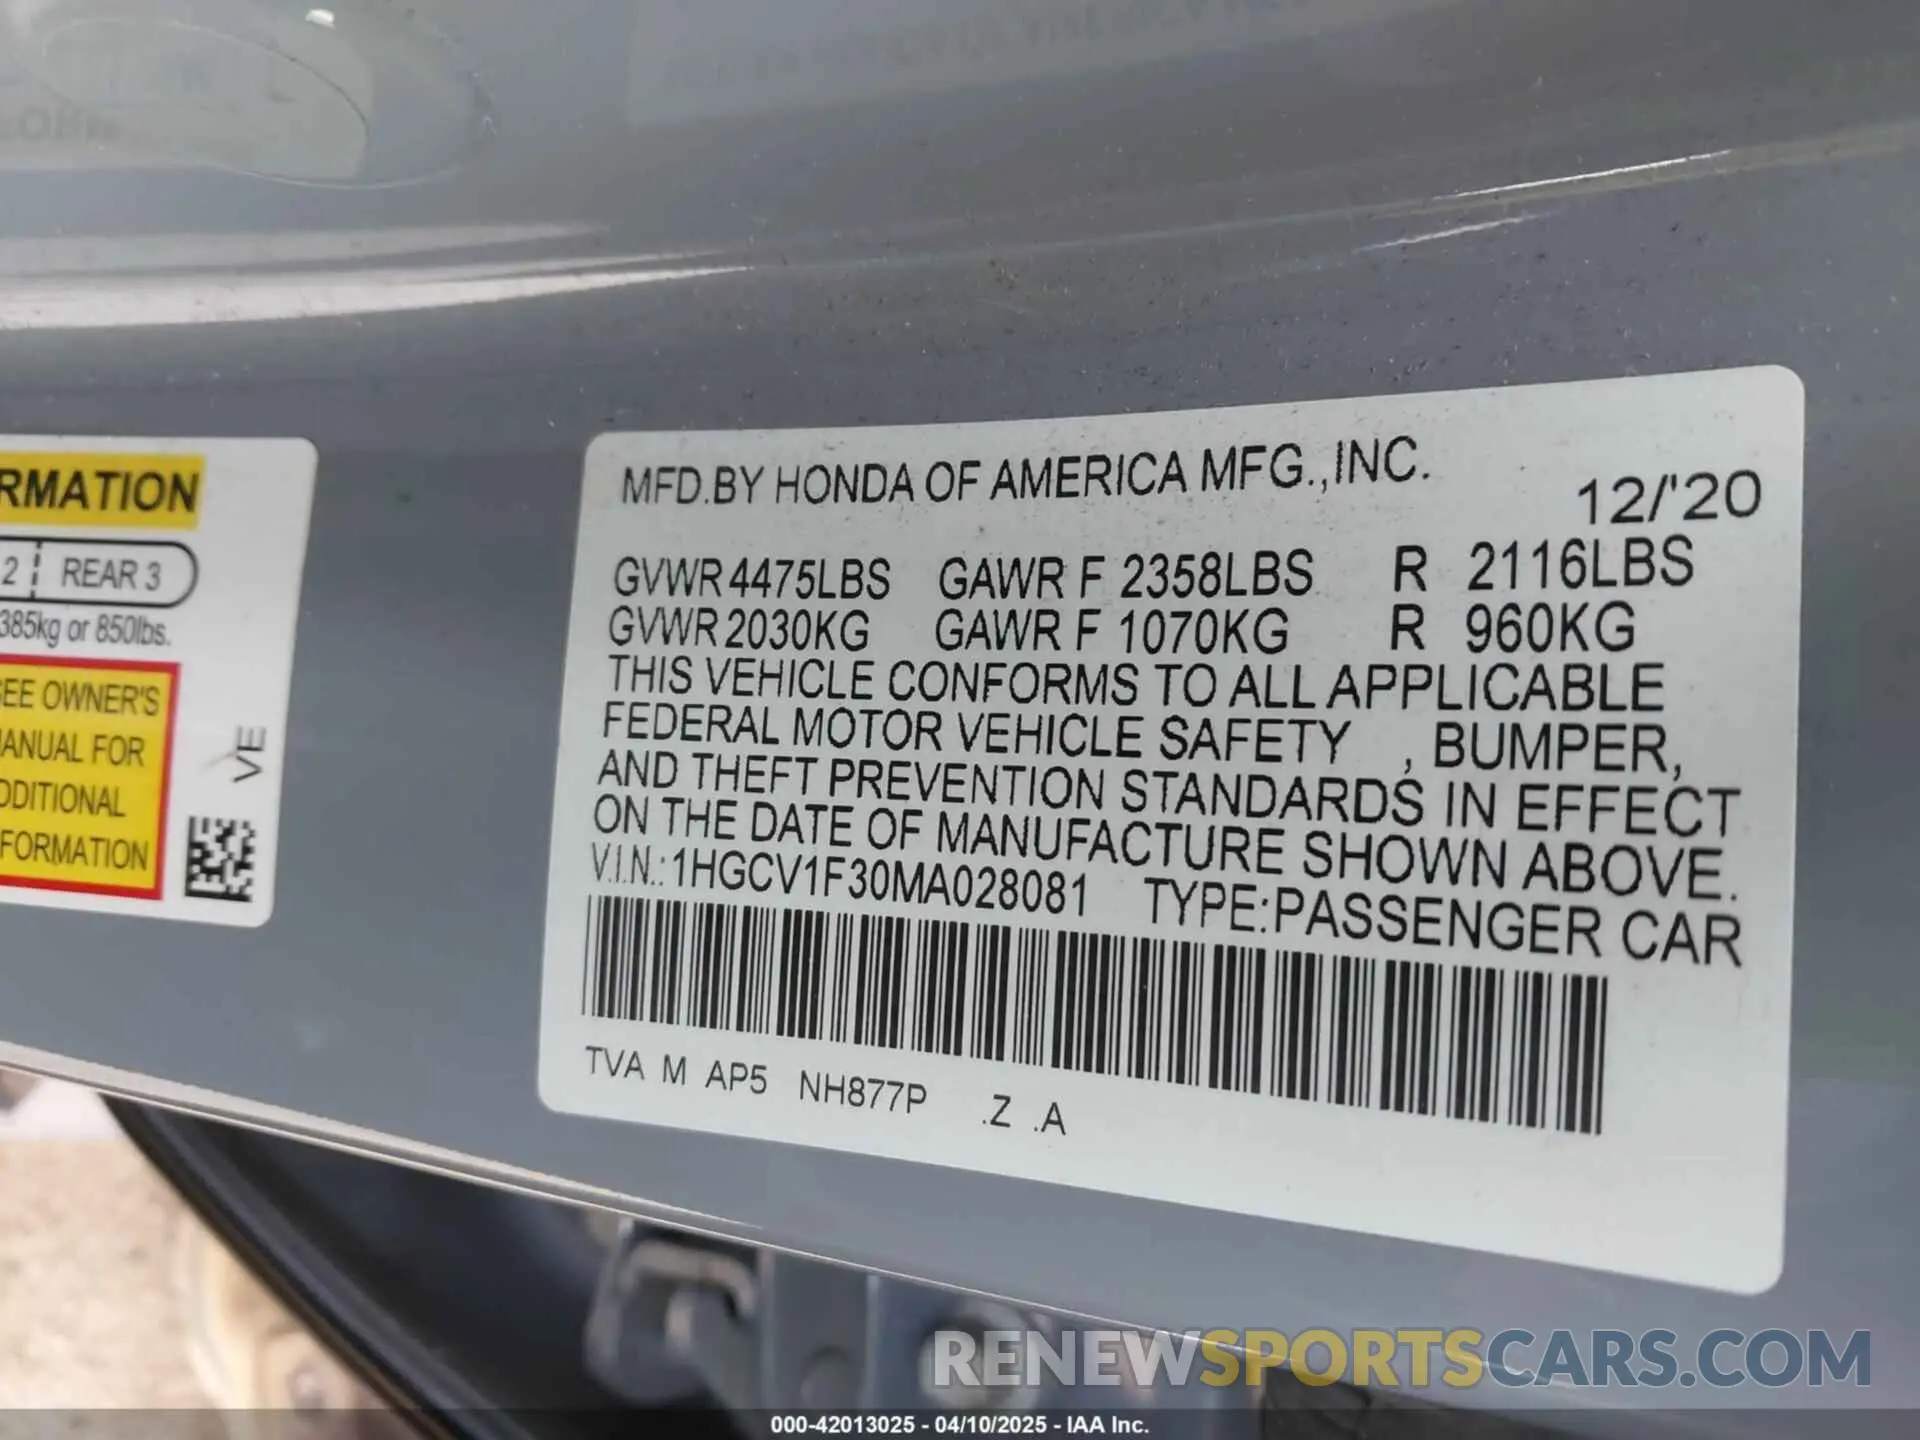 RMATION
2 REAR 3
385kg or 850lbs.
SEE OWNER'S
MANUAL FOR
ADDITIONAL
FORMATION
VE
MFD.BY HONDA OF AMERICA MFG.,INC.
12/'20
GVWR 4475LBS GAWR F 2358LBS R 2116LBS
GVWR 2030KG GAWR F 1070KG R 960KG
THIS VEHICLE CONFORMS TO ALL APPLICABLE
FEDERAL MOTOR VEHICLE SAFETY , BUMPER,
AND THEFT PREVENTION STANDARDS IN EFFECT
ON THE DATE OF MANUFACTURE SHOWN ABOVE.
V.I.N.: 1HGCV1F30MA028081 TYPE:PASSENGER CAR
TVA M AP5 NH877P .Z .A
RENEWSPORTSCARS.COM
000-42013025 - 04/10/2025 - IAA Inc.